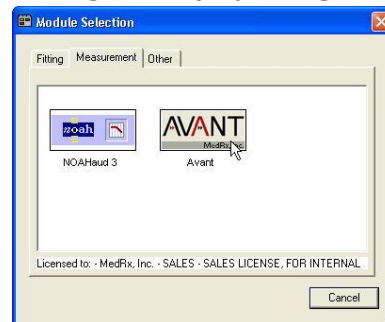 Module Selection
Fitting Measurement Other
noah
AVANT
MedRx, Inc.
NOAHaud 3 Avant
Licensed to: - MedRx, Inc. - SALES - SALES LICENSE, FOR INTERNAL
Cancel